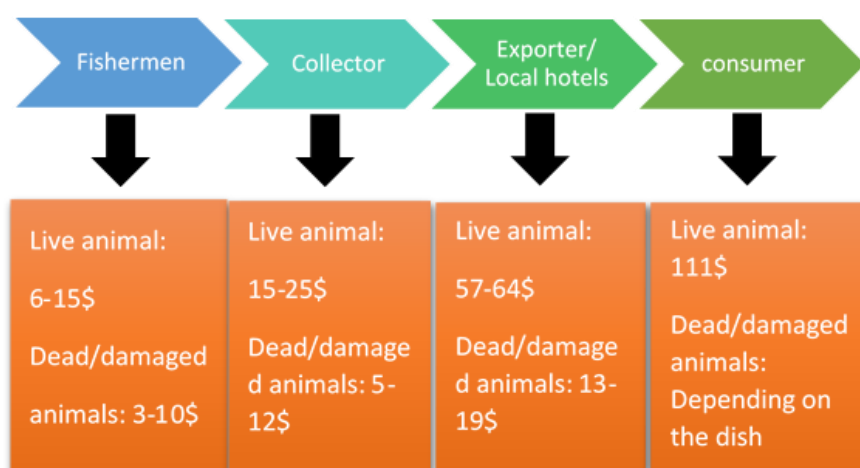 Fishermen
Collector
Exporter/
Local hotels
consumer
Live animal:
6-15$
Dead/damaged
animals: 3-10$
Live animal:
15-25$
Dead/damage
d animals: 5-
12$
Live animal:
57-64$
Dead/damage
d animals: 13-
19$
Live animal:
111$
Dead/damaged
animals:
Depending on
the dish